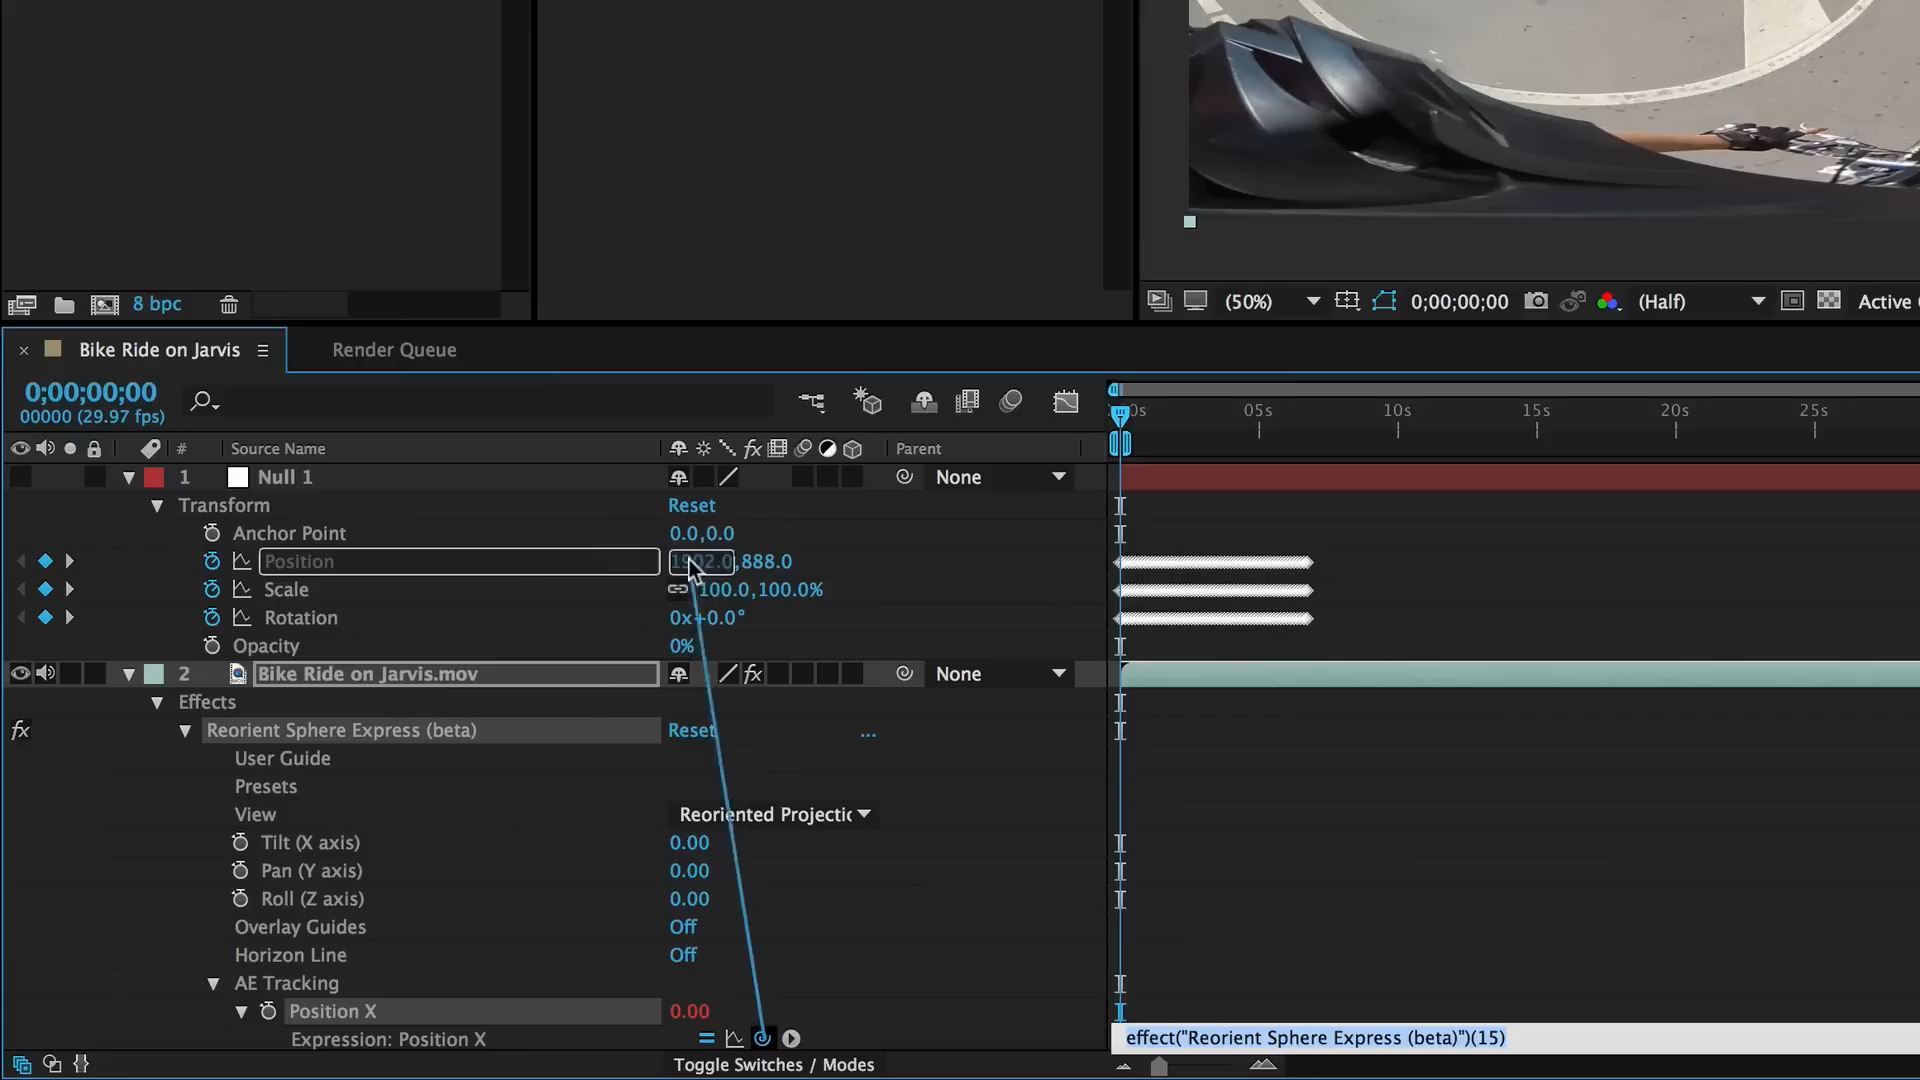 8 bpc
(50%)
0;00;00;00
(Half)
Active
Bike Ride on Jarvis
Render Queue
0;00;00;00
00000 (29.97 fps)
0s
05s
10s
15s
20s
25s
#
Source Name
fx
Parent
1
Null 1
None
Transform
Reset
Anchor Point
0.0,0.0
Position
1902.0,888.0
Scale
100.0,100.0%
Rotation
0x+0.0°
Opacity
0%
2
Bike Ride on Jarvis.mov
fx
None
Effects
fx
Reorient Sphere Express (beta)
Reset
...
User Guide
Presets
View
Reoriented Projectic
Tilt (X axis)
0.00
Pan (Y axis)
0.00
Roll (Z axis)
0.00
Overlay Guides
Off
Horizon Line
Off
AE Tracking
Position X
0.00
Expression: Position X
effect("Reorient Sphere Express (beta)")(15)
Toggle Switches / Modes